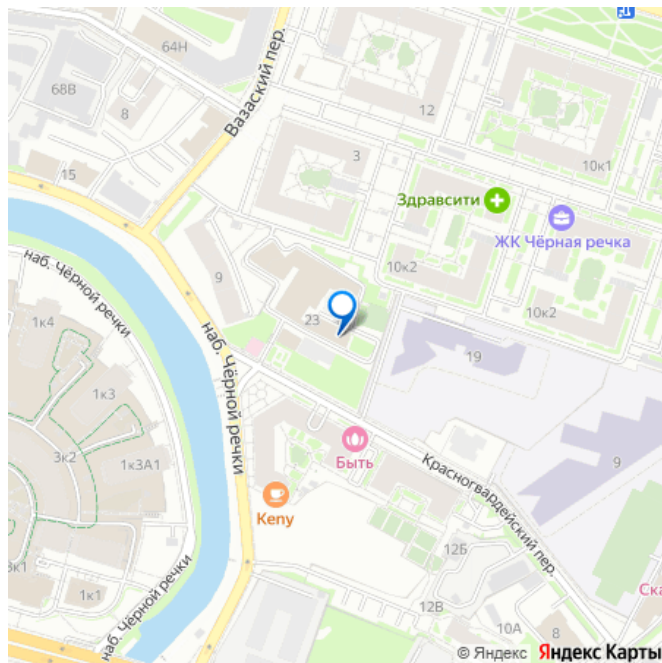 64Н
68В
8
Вазаский пер.
12
15
3
10к1
Здравсити
ЖК Чёрная речка
10к2
наб. Чёрной речки
9
10к2
1к4
23
наб. Чёрной речки
19
1к3
3к2
1к3А1
Быть
Красногвардейский пер.
9
Keny
12Б
3к1
1к1
наб. Чёрной речки
12В
10А
8
Ска
© Яндекс Яндекс Карты